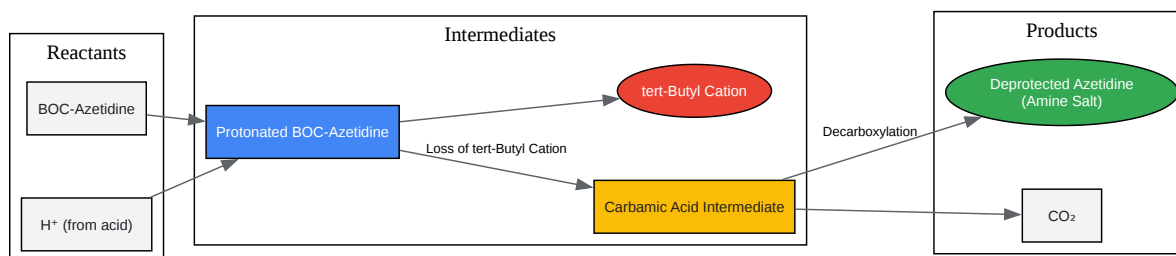 Reactants
BOC-Azetidine
H⁺ (from acid)
Intermediates
Protonated BOC-Azetidine
tert-Butyl Cation
Loss of tert-Butyl Cation
Carbamic Acid Intermediate
Decarboxylation
Products
Deprotected Azetidine
(Amine Salt)
CO₂